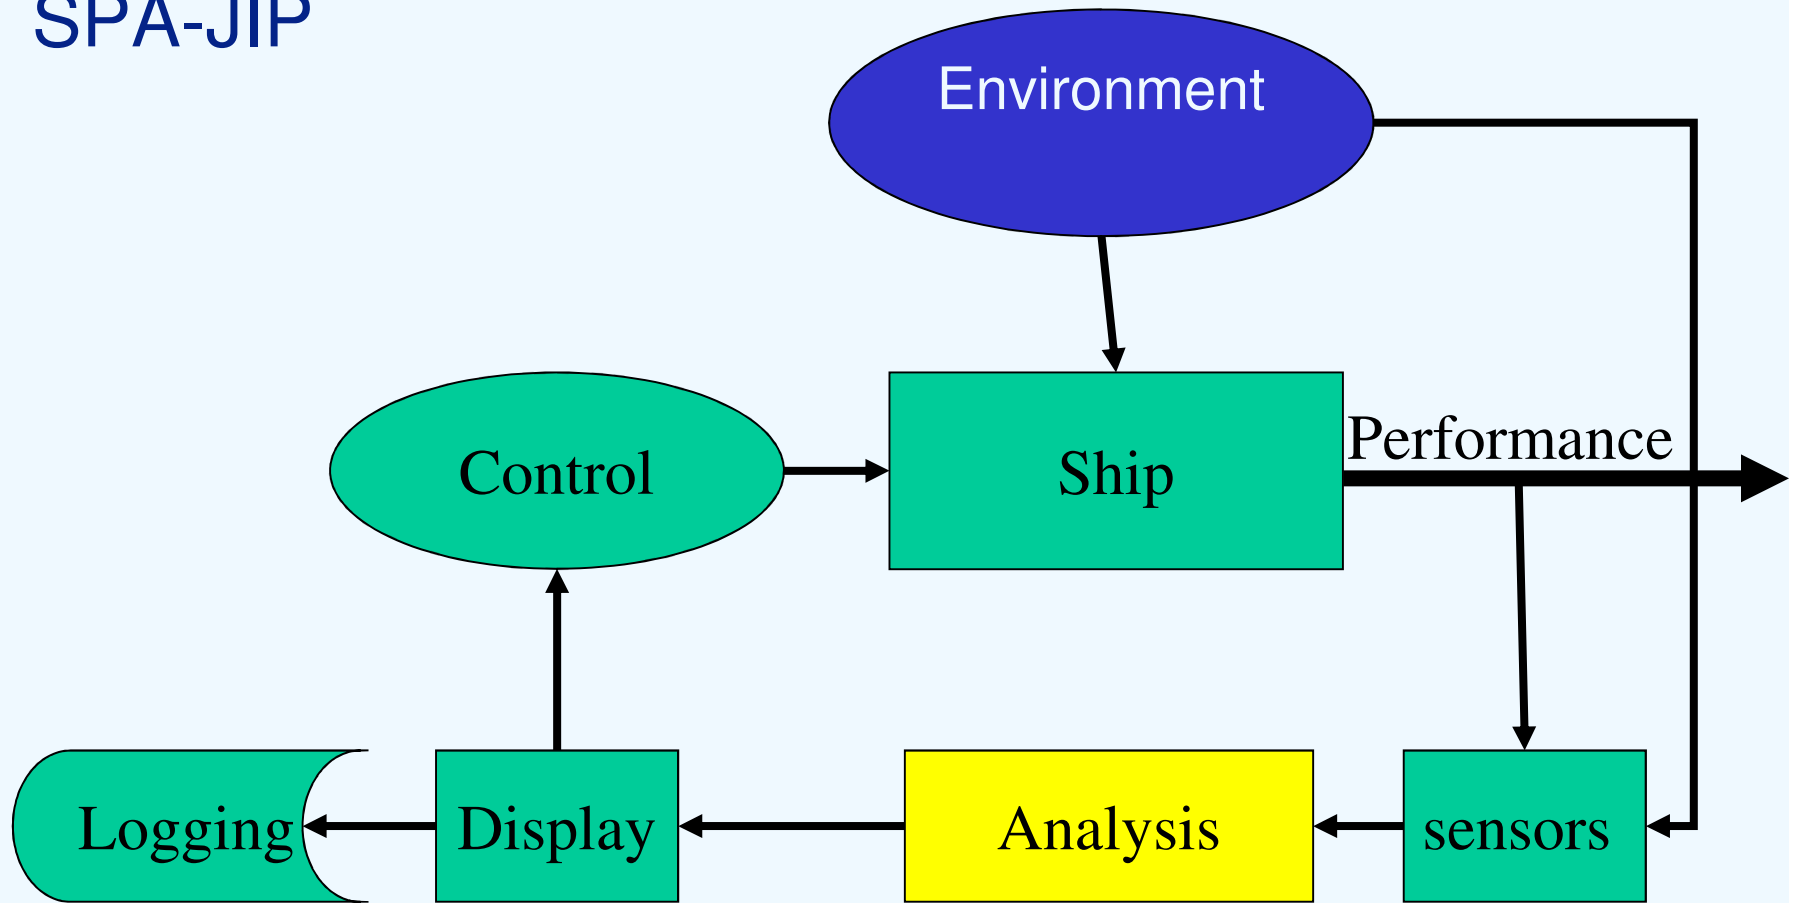 SPA-JIP
Environment
Performance
Control
Ship
Logging
Display
Analysis
sensors